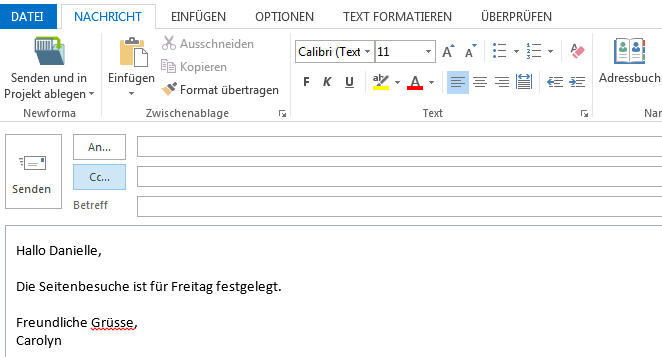 DATEI NACHRICHT EINFÜGEN OPTIONEN TEXT FORMATIEREN ÜBERPRÜFEN
Senden und in
Projekt ablegen
Newforma
Einfügen
Ausschneiden
Kopieren
Format übertragen
Zwischenablage
Calibri (Text 11
A A
F K U ab A
Text
Adressbuch
Senden
An...
Cc...
Betreff
Hallo Danielle,
Die Seitenbesuche ist für Freitag festgelegt.
Freundliche Grüsse,
Carolyn